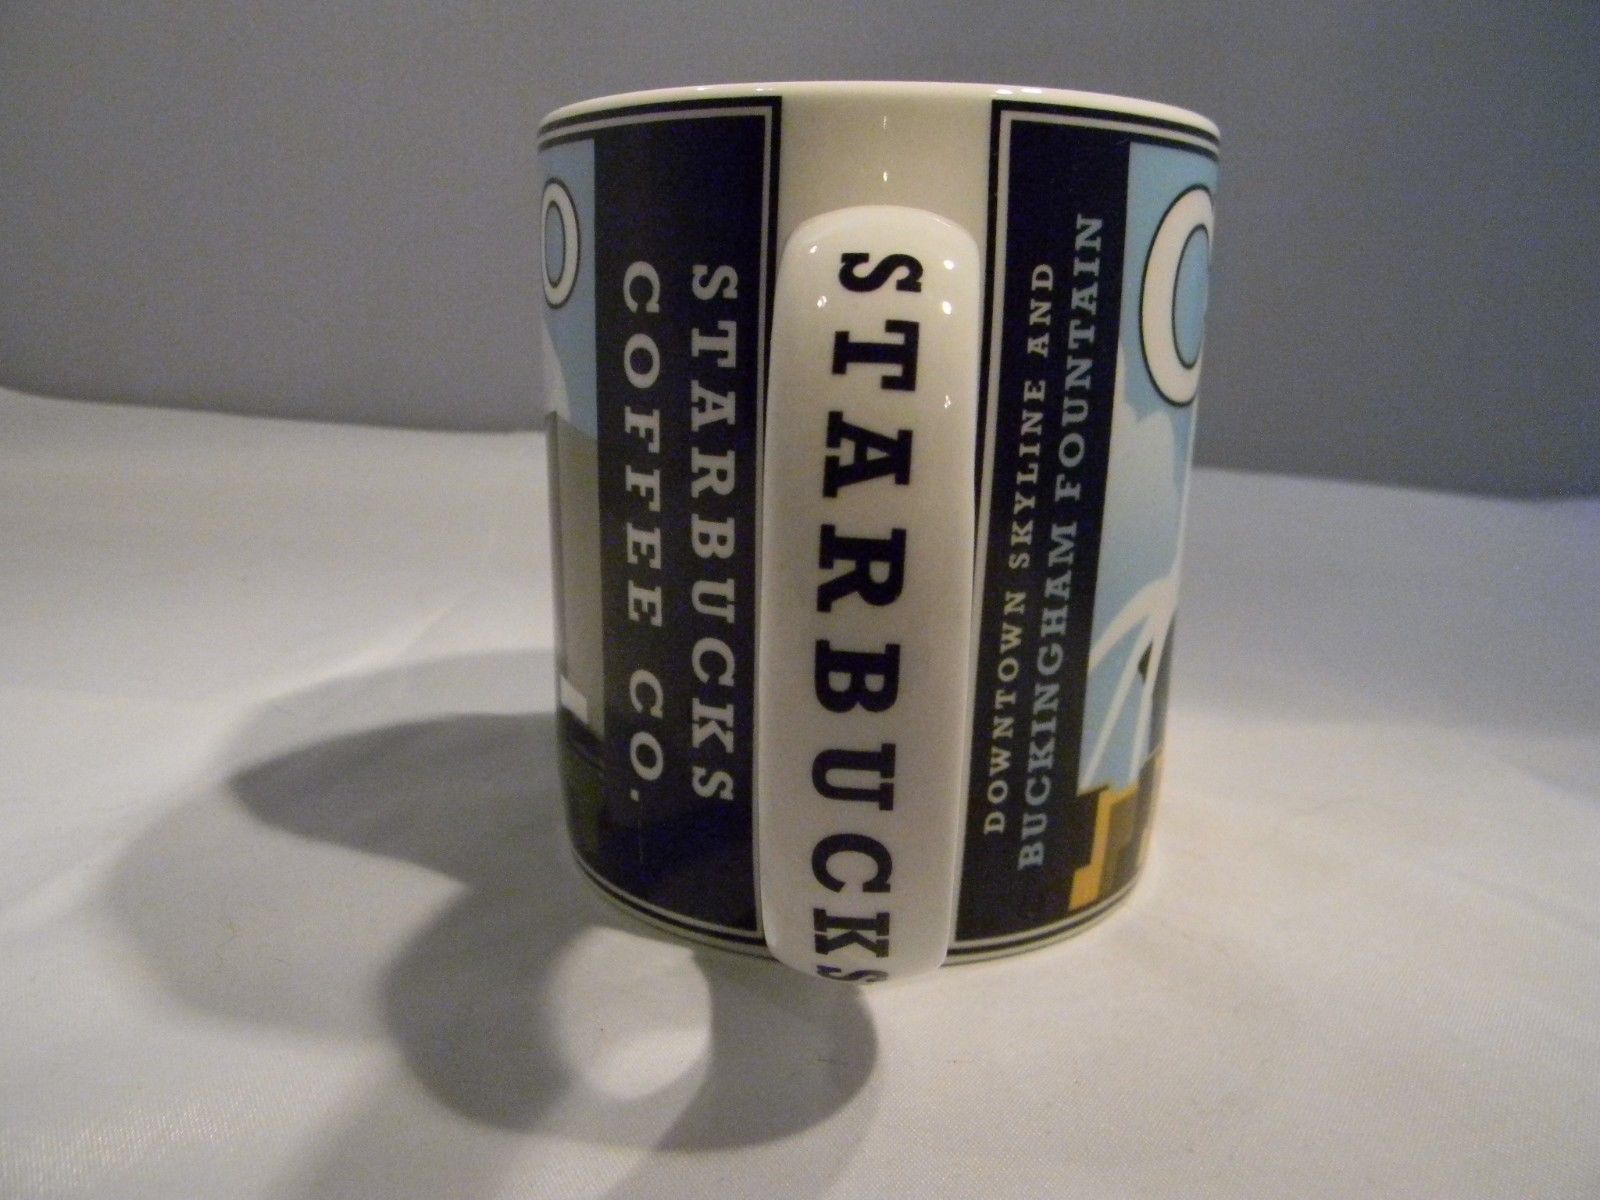 O
STARBUCKS
COFFEE CO.
STARBUCKS
DOWNTOWN SKYLINE AND
BUCKINGHAM FOUNTAIN
C